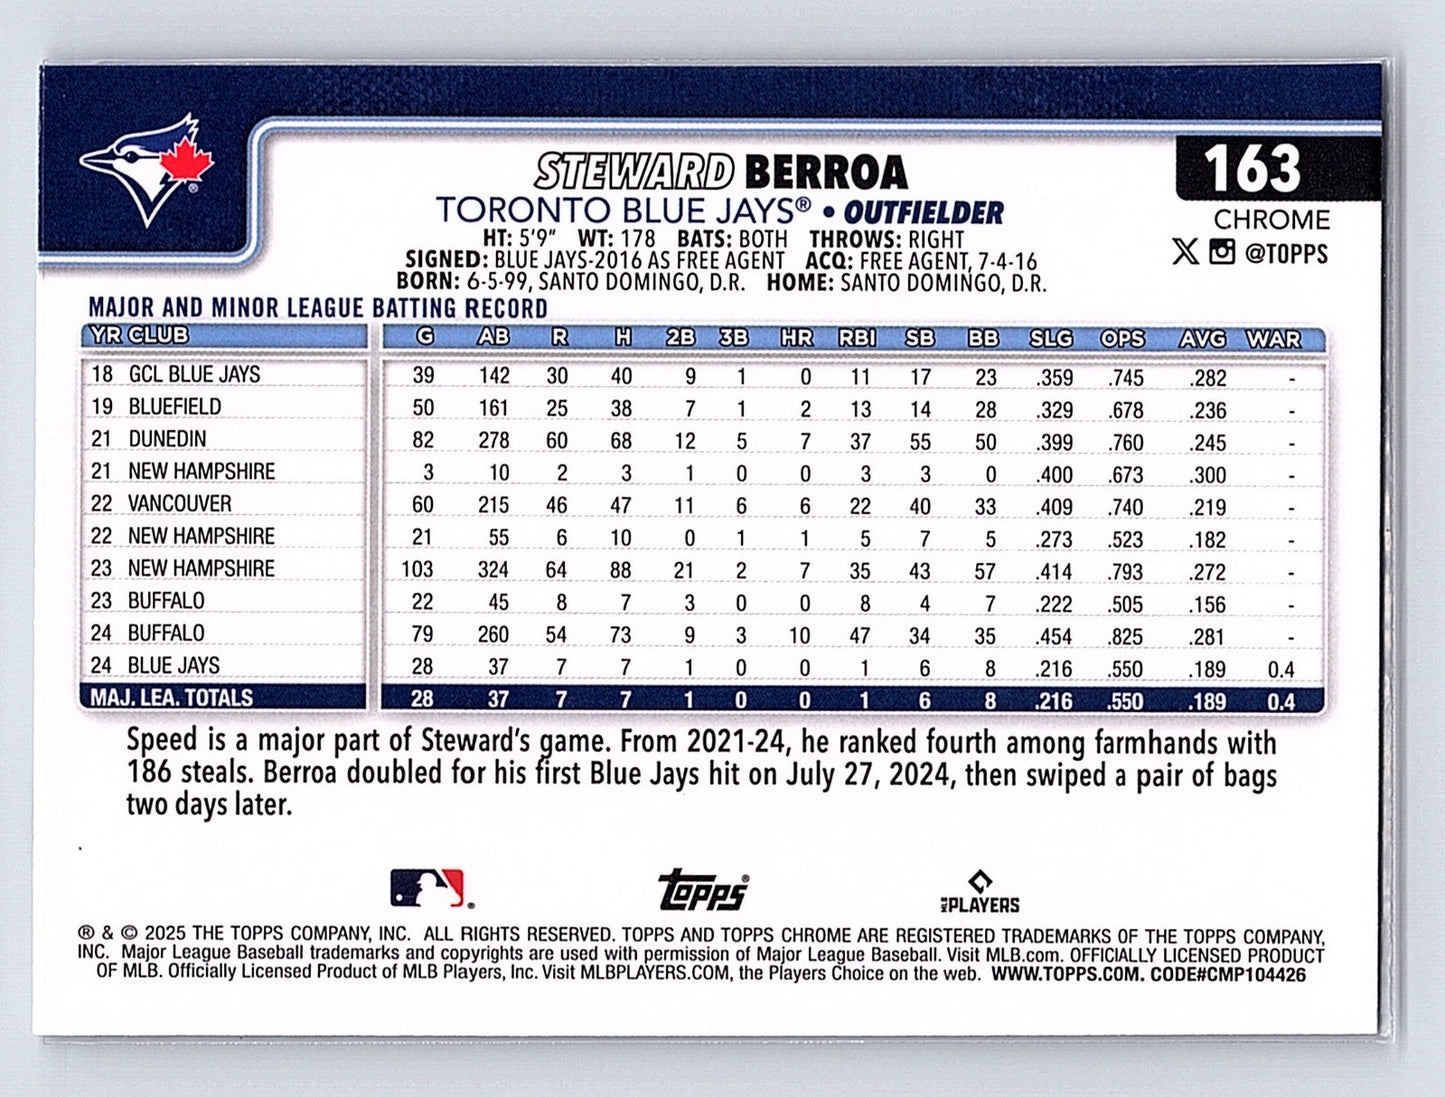 STEWARD BERROA
163
TORONTO BLUE JAYS® • OUTFIELDER
CHROME
HT: 5'9" WT: 178 BATS: BOTH THROWS: RIGHT
@TOPPS
SIGNED: BLUE JAYS-2016 AS FREE AGENT ACQ: FREE AGENT, 7-4-16
BORN: 6-5-99, SANTO DOMINGO, D.R. HOME: SANTO DOMINGO, D.R.
MAJOR AND MINOR LEAGUE BATTING RECORD
YR CLUB G AB R H 2B 3B HR RBI SB BB SLG OPS AVG WAR
18 GCL BLUE JAYS 39 142 30 40 9 1 0 11 17 23 .359 .745 .282 -
19 BLUEFIELD 50 161 25 38 7 1 2 13 14 28 .329 .678 .236 -
21 DUNEDIN 82 278 60 68 12 5 7 37 55 50 .399 .760 .245 -
21 NEW HAMPSHIRE 3 10 2 3 1 0 0 3 3 0 .400 .673 .300 -
22 VANCOUVER 60 215 46 47 11 6 6 22 40 33 .409 .740 .219 -
22 NEW HAMPSHIRE 21 55 6 10 0 1 1 5 7 5 .273 .523 .182 -
23 NEW HAMPSHIRE 103 324 64 88 21 2 7 35 43 57 .414 .793 .272 -
23 BUFFALO 22 45 8 7 3 0 0 8 4 7 .222 .505 .156 -
24 BUFFALO 79 260 54 73 9 3 10 47 34 35 .454 .825 .281 -
24 BLUE JAYS 28 37 7 7 1 0 0 1 6 8 .216 .550 .189 0.4
MAJ. LEA. TOTALS 28 37 7 7 1 0 0 1 6 8 .216 .550 .189 0.4
Speed is a major part of Steward's game. From 2021-24, he ranked fourth among farmhands with
186 steals. Berroa doubled for his first Blue Jays hit on July 27, 2024, then swiped a pair of bags
two days later.
Topps®
MLB PLAYERS
® & © 2025 THE TOPPS COMPANY, INC. ALL RIGHTS RESERVED. TOPPS AND TOPPS CHROME ARE REGISTERED TRADEMARKS OF THE TOPPS COMPANY,
INC. Major League Baseball trademarks and copyrights are used with permission of Major League Baseball. Visit MLB.com. OFFICIALLY LICENSED PRODUCT
OF MLB. Officially Licensed Product of MLB Players, Inc. Visit MLBPLAYERS.COM, the Players Choice on the web. WWW.TOPPS.COM. CODE#CMP104426